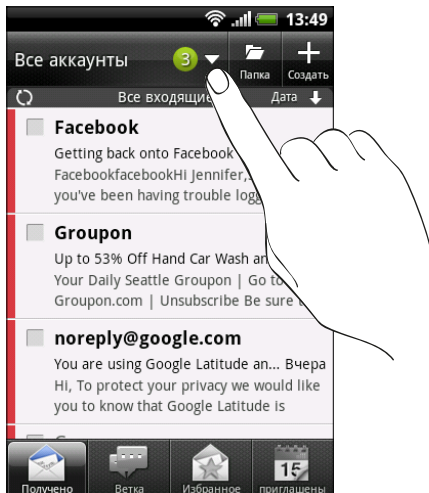 13:49
Все аккаунты 3
Папка
Создать
Все входящие
Дата
Facebook
Getting back onto Facebook
FacebookfacebookHi Jennifer,
you've been having trouble
Groupon
Up to 53% Off Hand Car Wash
Your Daily Seattle Groupon | Go to
Groupon.com | Unsubscribe Be sure
noreply@google.com
You are using Google Latitude an... Вчера
Hi, To protect your privacy we would like
you to know that Google Latitude is
Получено
Ветка
Избранное
15
приглашены